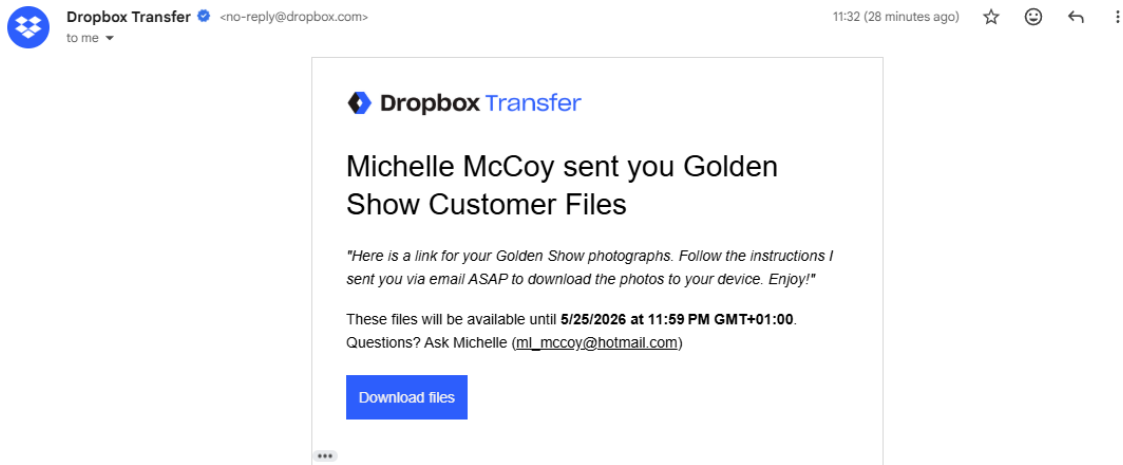 Dropbox Transfer <no-reply@dropbox.com> 11:32 (28 minutes ago)
to me
Dropbox Transfer
Michelle McCoy sent you Golden
Show Customer Files
"Here is a link for your Golden Show photographs. Follow the instructions I
sent you via email ASAP to download the photos to your device. Enjoy!"
These files will be available until 5/25/2026 at 11:59 PM GMT+01:00.
Questions? Ask Michelle (ml_mccoy@hotmail.com)
Download files